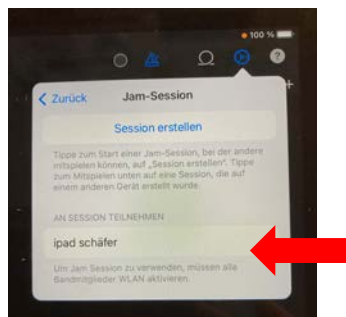 100 %
?
Zurück
Jam-Session
Session erstellen
Tippe zum Start einer Jam-Session, bei der andere
mitspielen können, auf „Session erstellen“. Tippe
zum Mitspielen unten auf eine Session, die auf
einem anderen Gerät erstellt wurde.
AN SESSION TEILNEHMEN
ipad schäfer
Um Jam Session zu verwenden, müssen alle
Bandmitglieder WLAN aktivieren.